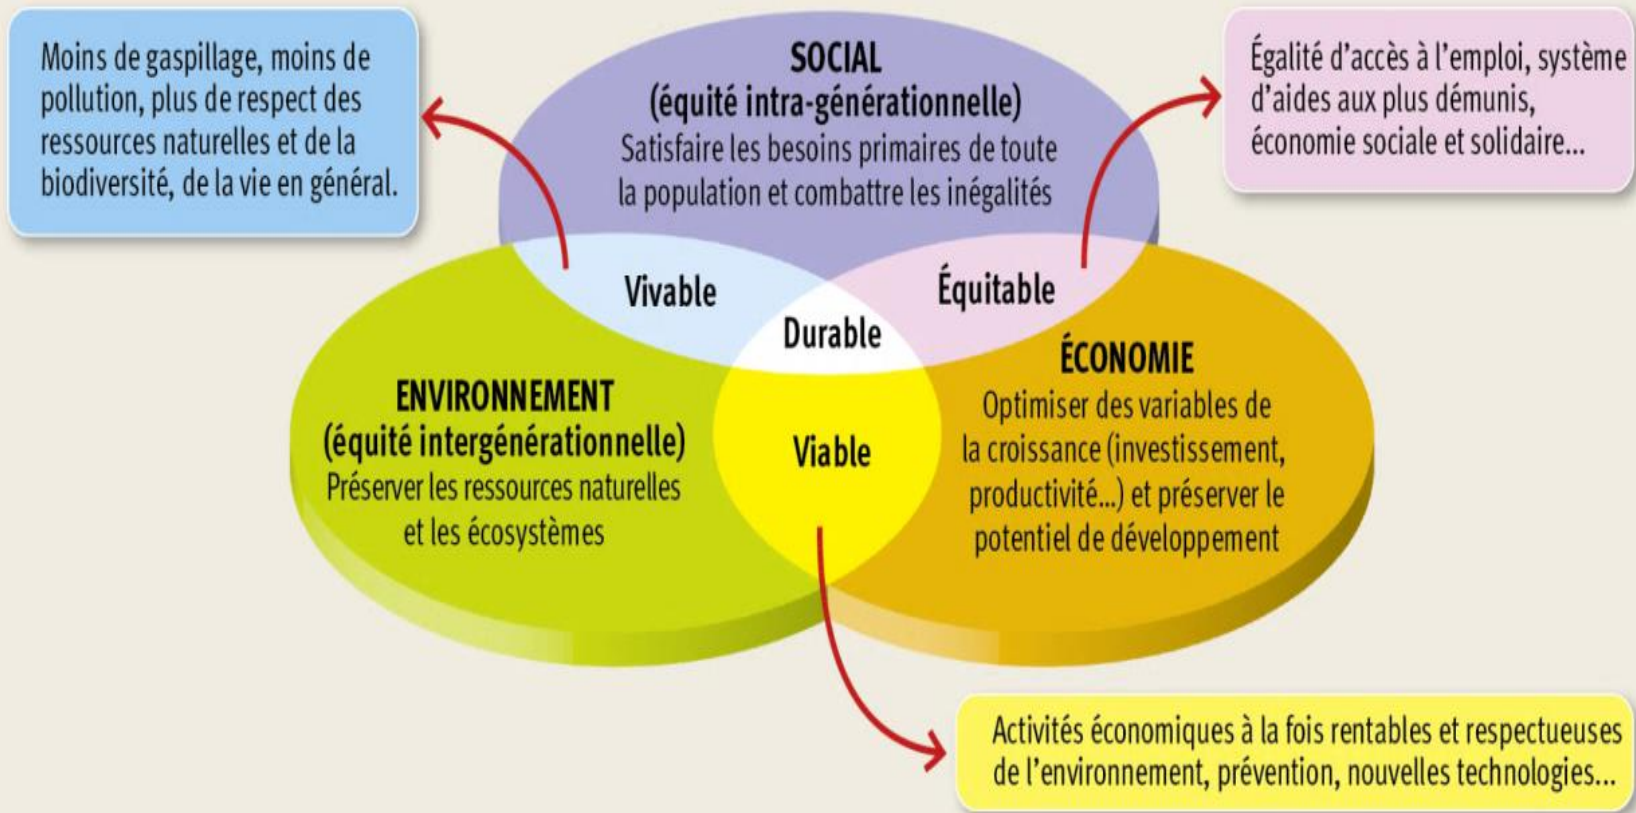 Moins de gaspillage, moins de
pollution, plus de respect des
ressources naturelles et de la
biodiversité, de la vie en général.
SOCIAL
(équité intra-générationnelle)
Satisfaire les besoins primaires de toute
la population et combattre les inégalités
Égalité d’accès à l’emploi, système
d’aides aux plus démunis,
économie sociale et solidaire...
Vivable
Équitable
Durable
ENVIRONNEMENT
(équité intergénérationnelle)
Préserver les ressources naturelles
et les écosystèmes
Viable
ÉCONOMIE
Optimiser des variables de
la croissance (investissement,
productivité...) et préserver le
potentiel de développement
Activités économiques à la fois rentables et respectueuses
de l’environnement, prévention, nouvelles technologies...